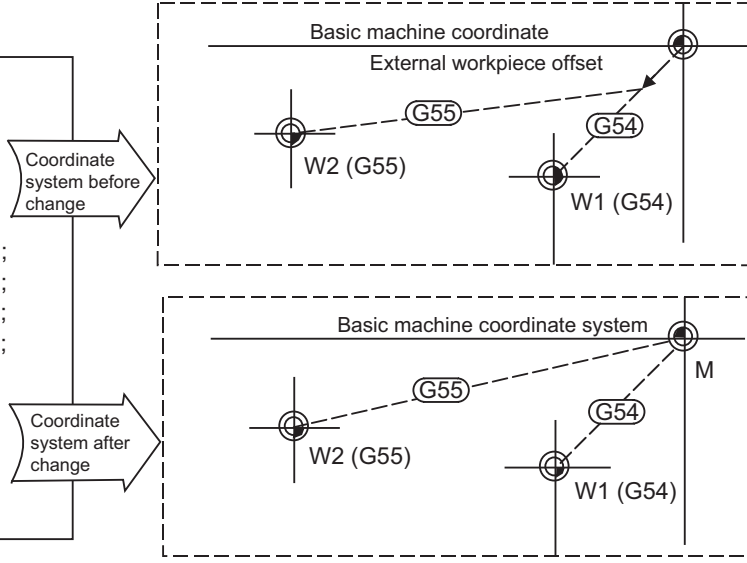 Basic machine coordinate
External workpiece offset
G55
G54
W2 (G55)
W1 (G54)
Coordinate
system before
change
;
;
;
;
Basic machine coordinate system
M
G55
G54
W2 (G55)
W1 (G54)
Coordinate
system after
change